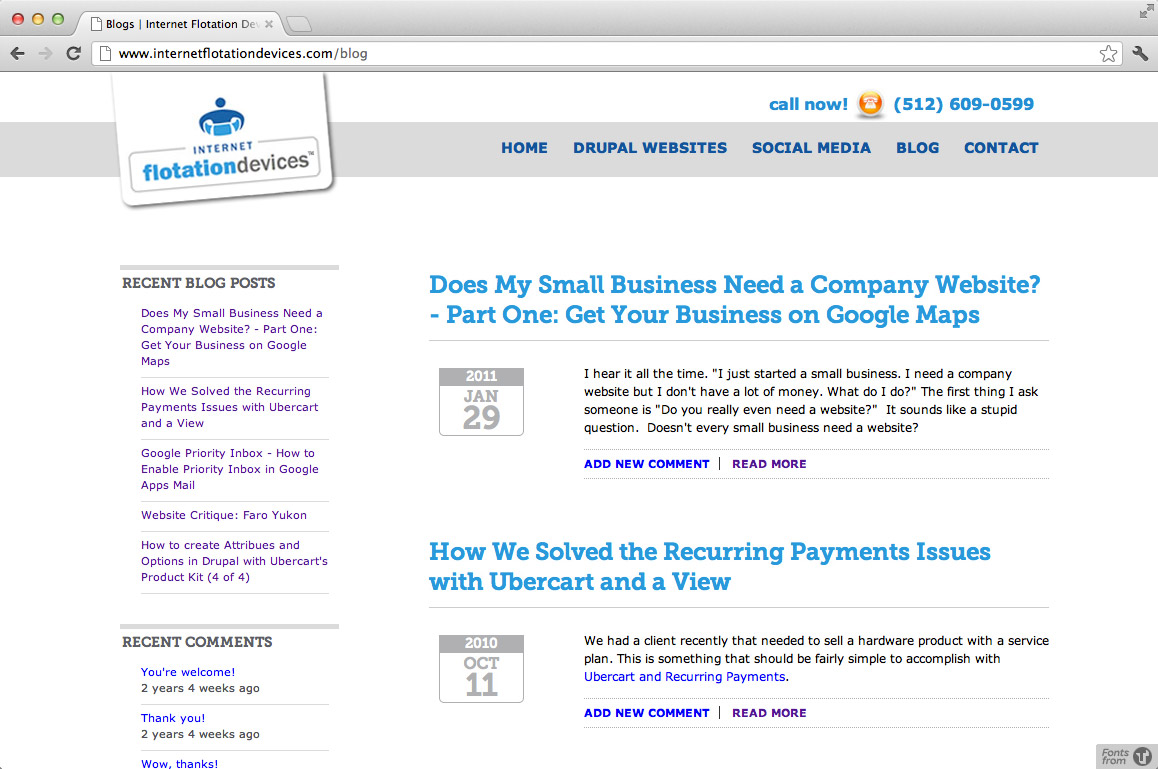 Blogs | Internet Flotation De
www.internetflotationdevices.com/blog
INTERNET
flotationdevices™
call now! (512) 609-0599
HOME DRUPAL WEBSITES SOCIAL MEDIA BLOG CONTACT
RECENT BLOG POSTS
Does My Small Business Need a
Company Website? - Part One:
Get Your Business on Google
Maps
How We Solved the Recurring
Payments Issues with Ubercart
and a View
Google Priority Inbox - How to
Enable Priority Inbox in Google
Apps Mail
Website Critique: Faro Yukon
How to create Attribues and
Options in Drupal with Ubercart's
Product Kit (4 of 4)
RECENT COMMENTS
You're welcome!
2 years 4 weeks ago
Thank you!
2 years 4 weeks ago
Wow, thanks!
Does My Small Business Need a Company Website?
- Part One: Get Your Business on Google Maps
2011
JAN
29
I hear it all the time. "I just started a small business. I need a company
website but I don't have a lot of money. What do I do?" The first thing I ask
someone is "Do you really even need a website?"  It sounds like a stupid
question.  Doesn't every small business need a website?
ADD NEW COMMENT | READ MORE
How We Solved the Recurring Payments Issues
with Ubercart and a View
2010
OCT
11
We had a client recently that needed to sell a hardware product with a service
plan. This is something that should be fairly simple to accomplish with
Ubercart and Recurring Payments.
ADD NEW COMMENT | READ MORE
Fonts
from